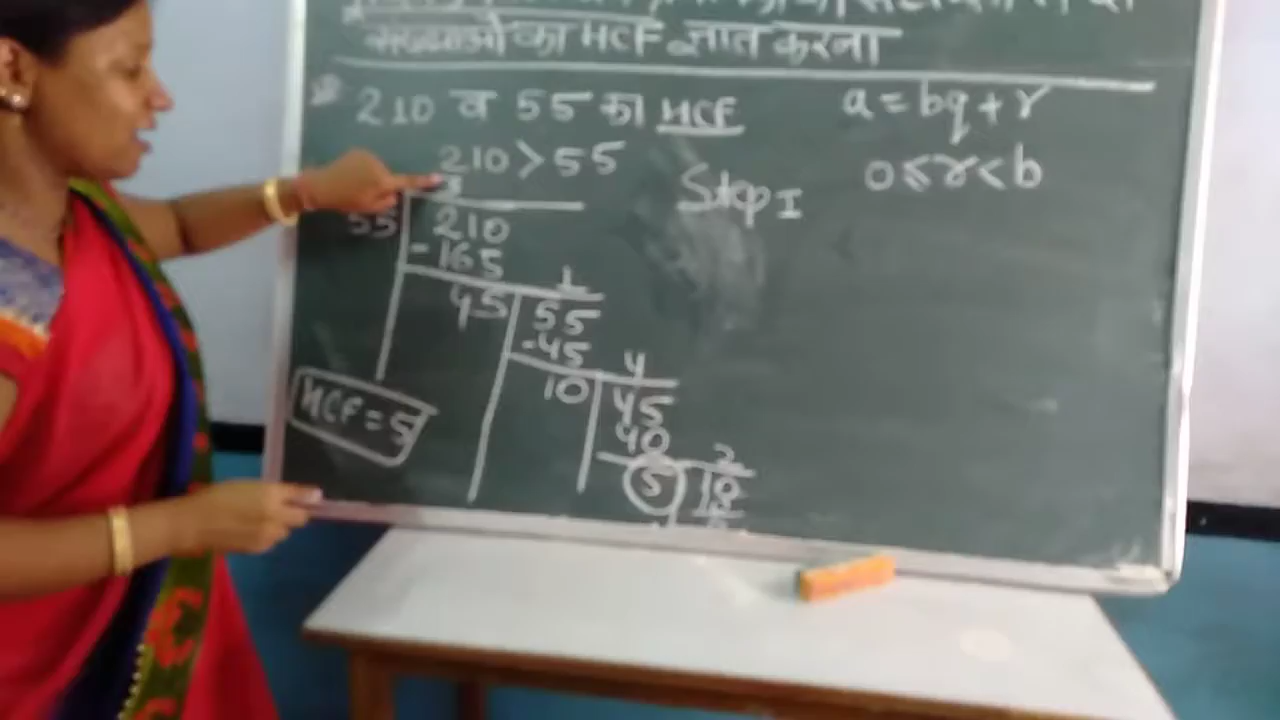 संख्याओं का HCF ज्ञात करना
210 व 55 का HCF
a = bq + r
210 > 55
Step I
0 ≤ r < b
3
55 210
- 165
1
45 55
- 45
4
10 45
40
2
5 10
HCF = 5